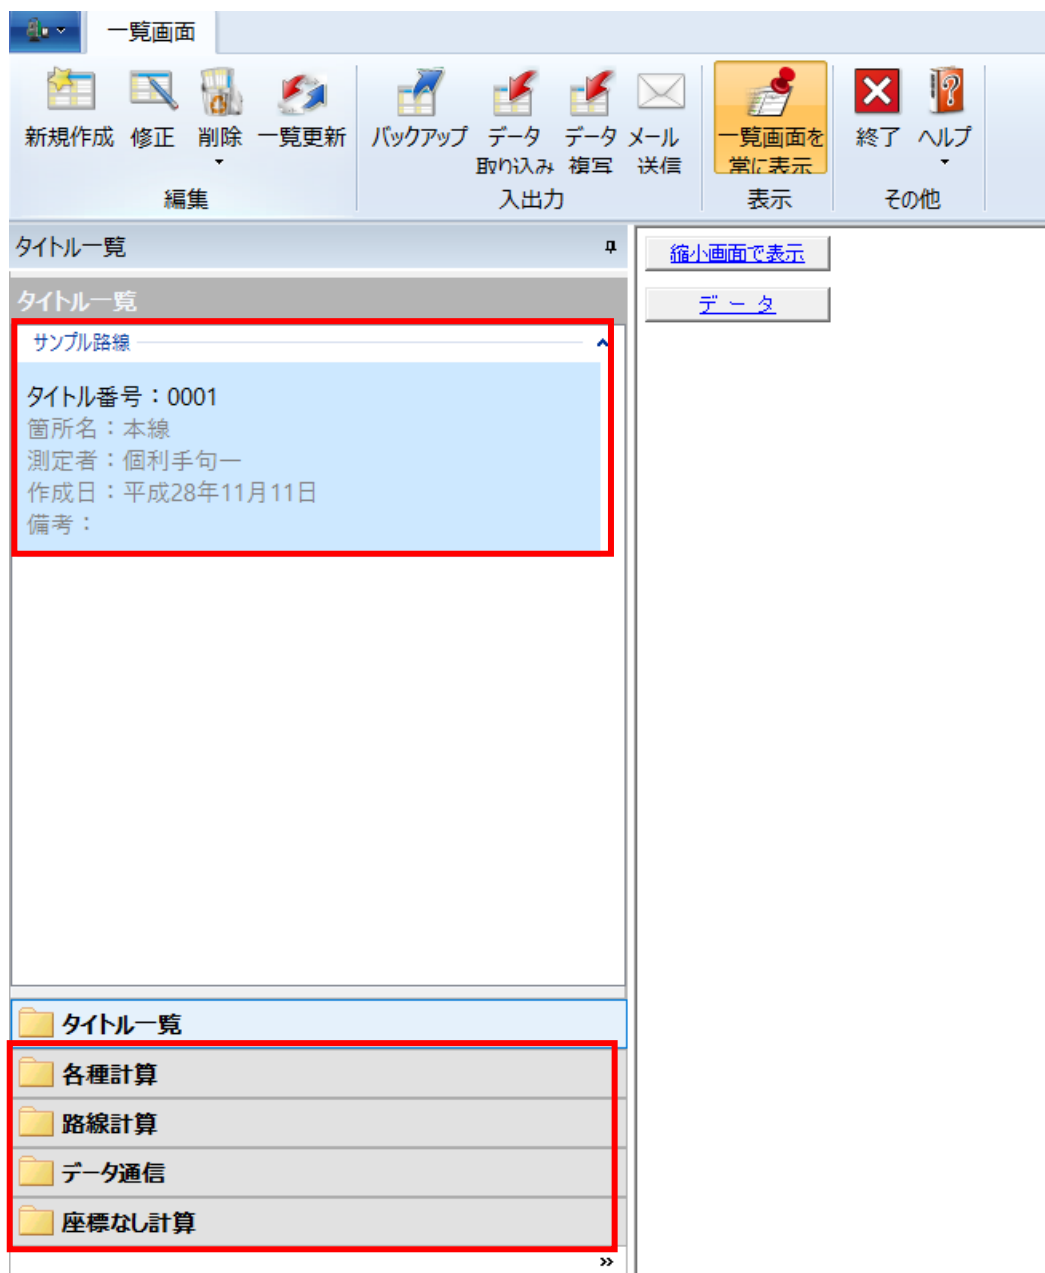 一覧画面
新規作成 修正 削除 一覧更新 バックアップ データ取り込み データ複写 メール送信 一覧画面を常に表示 終了 ヘルプ
編集 入出力 表示 その他
タイトル一覧
縮小画面で表示
タイトル一覧
データ
サンプル路線
タイトル番号：0001
箇所名：本線
測定者：個利手句一
作成日：平成28年11月11日
備考：
タイトル一覧
各種計算
路線計算
データ通信
座標なし計算
»